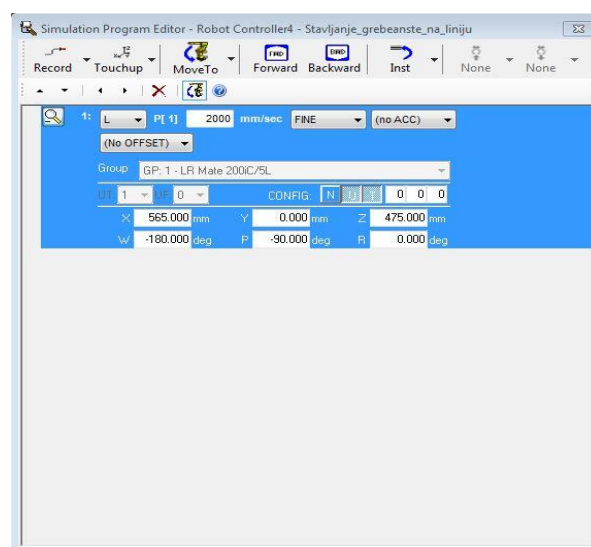 Simulation Program Editor - Robot Controller4 - Stavljanje_grebeanste_na_liniju
Record Touchup MoveTo Forward Backward Inst None None
1: L P[ 1] 2000 mm/sec FINE (no ACC)
(No OFFSET)
Group GP: 1 - LR Mate 200iC/5L
UT 1 UF 0 CONFIG: N U T 0 0 0
X 565.000 mm Y 0.000 mm Z 475.000 mm
W -180.000 deg P -90.000 deg R 0.000 deg